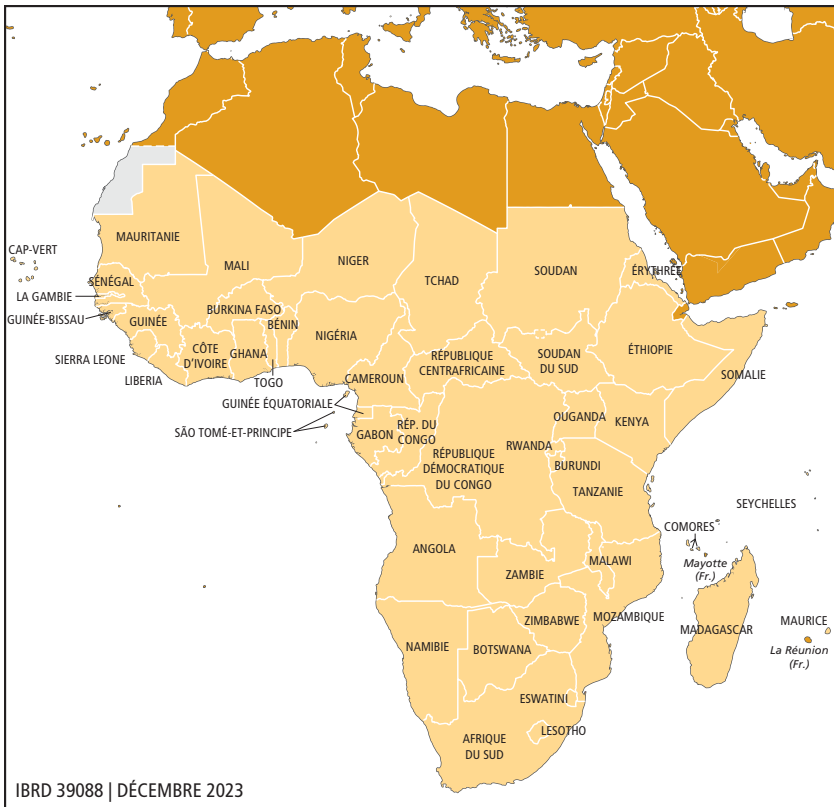 MAURITANIE
CAP-VERT
MALI
NIGER
TCHAD
SOUDAN
ÉRYTHRÉE
SÉNÉGAL
LA GAMBIE
GUINÉE-BISSAU
GUINÉE
BURKINA FASO
BÉNIN
NIGÉRIA
SIERRA LEONE
LIBERIA
CÔTE
D'IVOIRE
GHANA
TOGO
CAMEROUN
RÉPUBLIQUE
CENTRAFRICAINE
SOUDAN
DU SUD
ÉTHIOPIE
SOMALIE
GUINÉE ÉQUATORIALE
SÃO TOMÉ-ET-PRINCIPE
GABON
RÉP. DU
CONGO
RÉPUBLIQUE
DÉMOCRATIQUE
DU CONGO
OUGANDA
KENYA
RWANDA
BURUNDI
TANZANIE
SEYCHELLES
COMORES
Mayotte
(Fr.)
ANGOLA
ZAMBIE
MALAWI
MOZAMBIQUE
MADAGASCAR
MAURICE
La Réunion
(Fr.)
ZIMBABWE
NAMIBIE
BOTSWANA
ESWATINI
LESOTHO
AFRIQUE
DU SUD
IBRD 39088 | DÉCEMBRE 2023